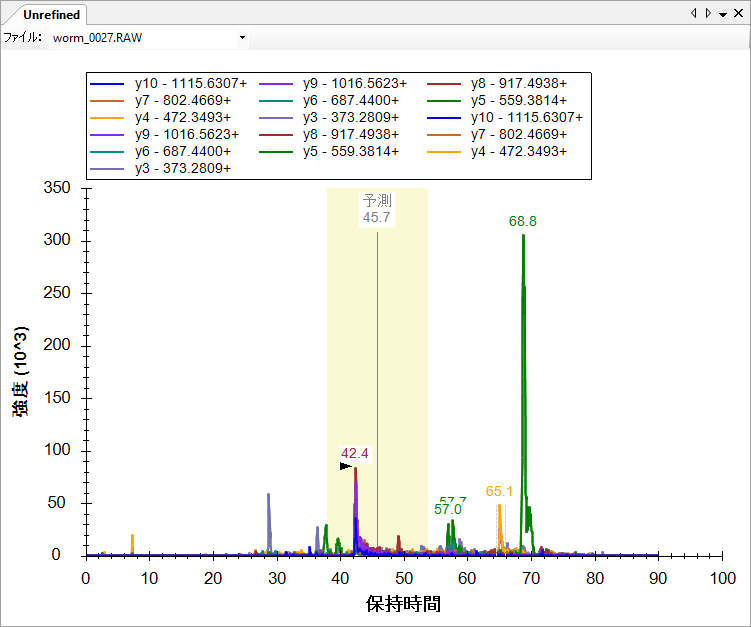 Unrefined
ファイル: worm_0027.RAW
y10 - 1115.6307+ y9 - 1016.5623+ y8 - 917.4938+
y7 - 802.4669+ y6 - 687.4400+ y5 - 559.3814+
y4 - 472.3493+ y3 - 373.2809+ y10 - 1115.6307+
y9 - 1016.5623+ y8 - 917.4938+ y7 - 802.4669+
y6 - 687.4400+ y5 - 559.3814+ y4 - 472.3493+
y3 - 373.2809+
350
300
250
200
150
100
50
0
強度 (10^3)
予測
45.7
68.8
42.4
65.1
57.7
57.0
0 10 20 30 40 50 60 70 80 90 100
保持時間